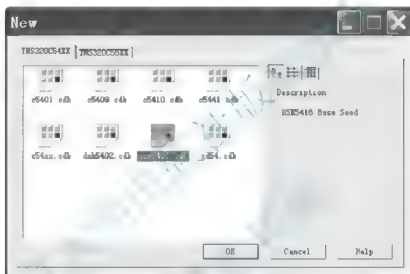 New
TMS320C54XX TMS320C55XX
Description
c5401.cdb c5409.cdb c5410.cdb c5441.cdb
DSK5416 Base Seed
c54xx.cdb dsk5402.cdb
OK Cancel Help